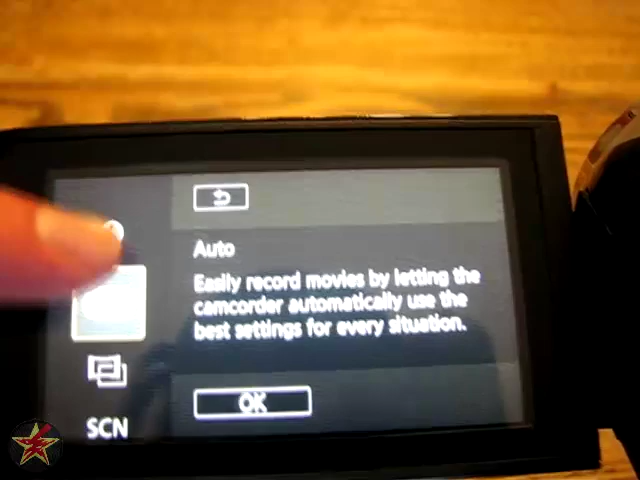 Auto
Easily record movies by letting the
camcorder automatically use the
best settings for every situation.
OK
SCN